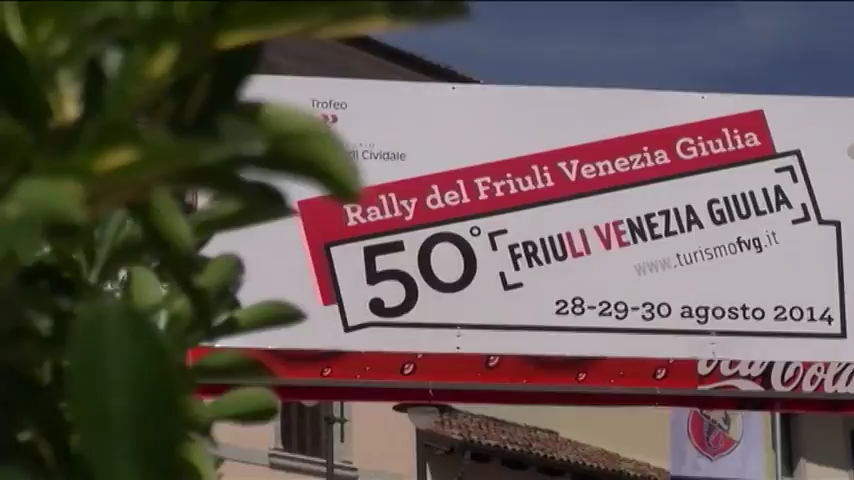 Trofeo
di Cividale
Rally del Friuli Venezia Giulia
50°
FRIULI VENEZIA GIULIA
www.turismofvg.it
28-29-30 agosto 2014
Coca Cola